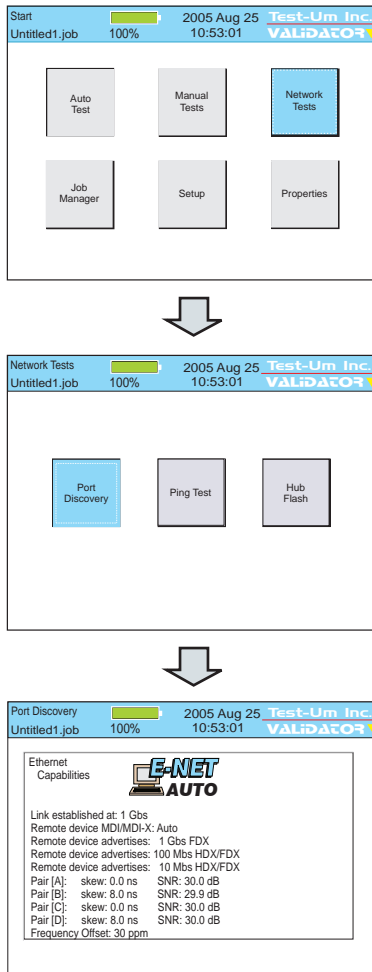 Start 2005 Aug 25 Test-Um Inc.
Untitled1.job 100% 10:53:01 VALiDATOR
Auto
Test
Manual
Tests
Network
Tests
Job
Manager
Setup
Properties
Network Tests 2005 Aug 25 Test-Um Inc.
Untitled1.job 100% 10:53:01 VALiDATOR
Port
Discovery
Ping Test
Hub
Flash
Port Discovery 2005 Aug 25 Test-Um Inc.
Untitled1.job 100% 10:53:01 VALiDATOR
Ethernet
Capabilities
E-NET
AUTO
Link established at: 1 Gbs
Remote device MDI/MDI-X: Auto
Remote device advertises: 1 Gbs FDX
Remote device advertises: 100 Mbs HDX/FDX
Remote device advertises: 10 Mbs HDX/FDX
Pair [A]: skew: 0.0 ns SNR: 30.0 dB
Pair [B]: skew: 8.0 ns SNR: 29.9 dB
Pair [C]: skew: 0.0 ns SNR: 30.0 dB
Pair [D]: skew: 8.0 ns SNR: 30.0 dB
Frequency Offset: 30 ppm